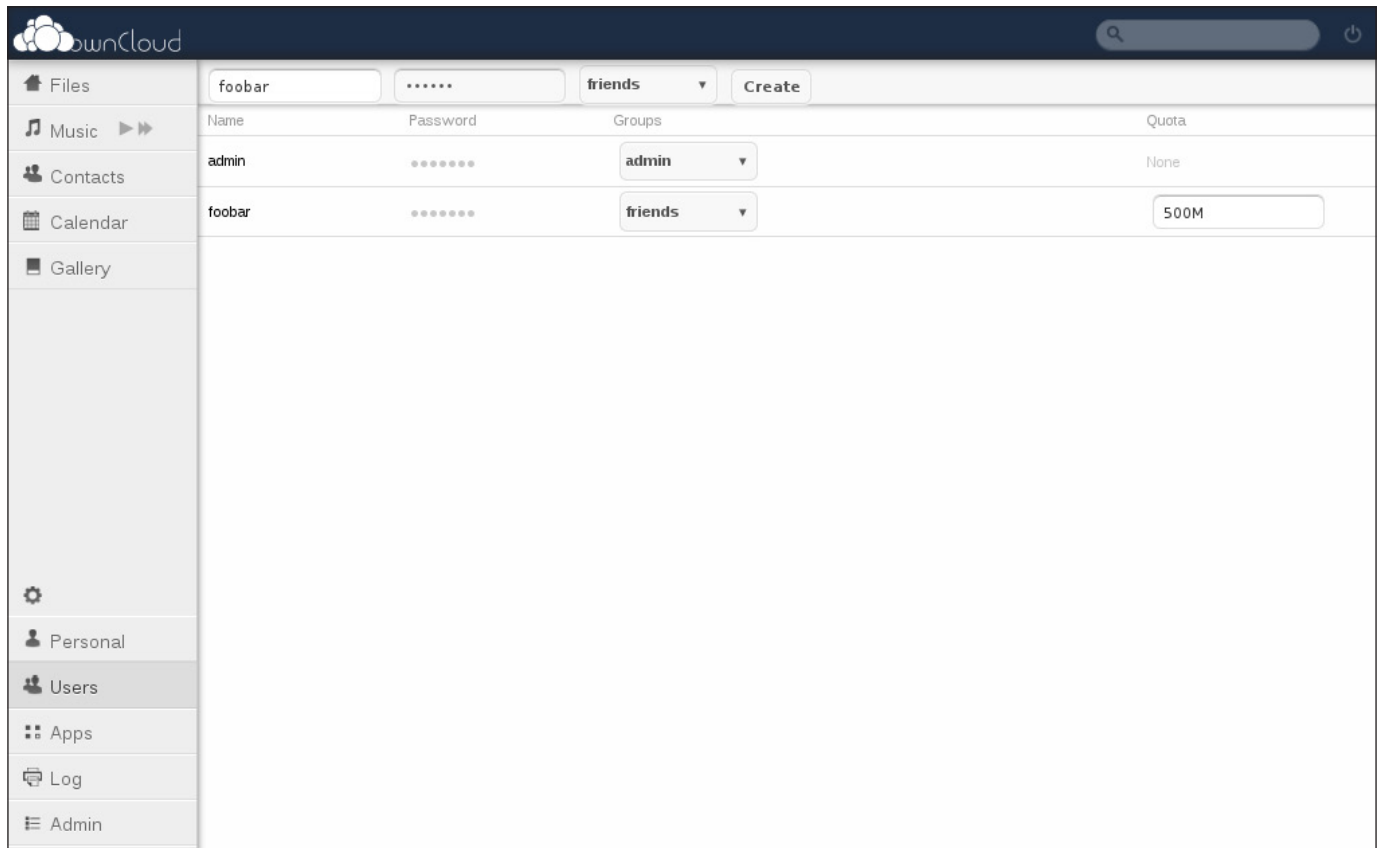 ownCloud
Files
foobar •••••• friends Create
Music
Name Password Groups Quota
admin ●●●●●●● admin None
Contacts
foobar ●●●●●●● friends 500M
Calendar
Gallery
Personal
Users
Apps
Log
Admin